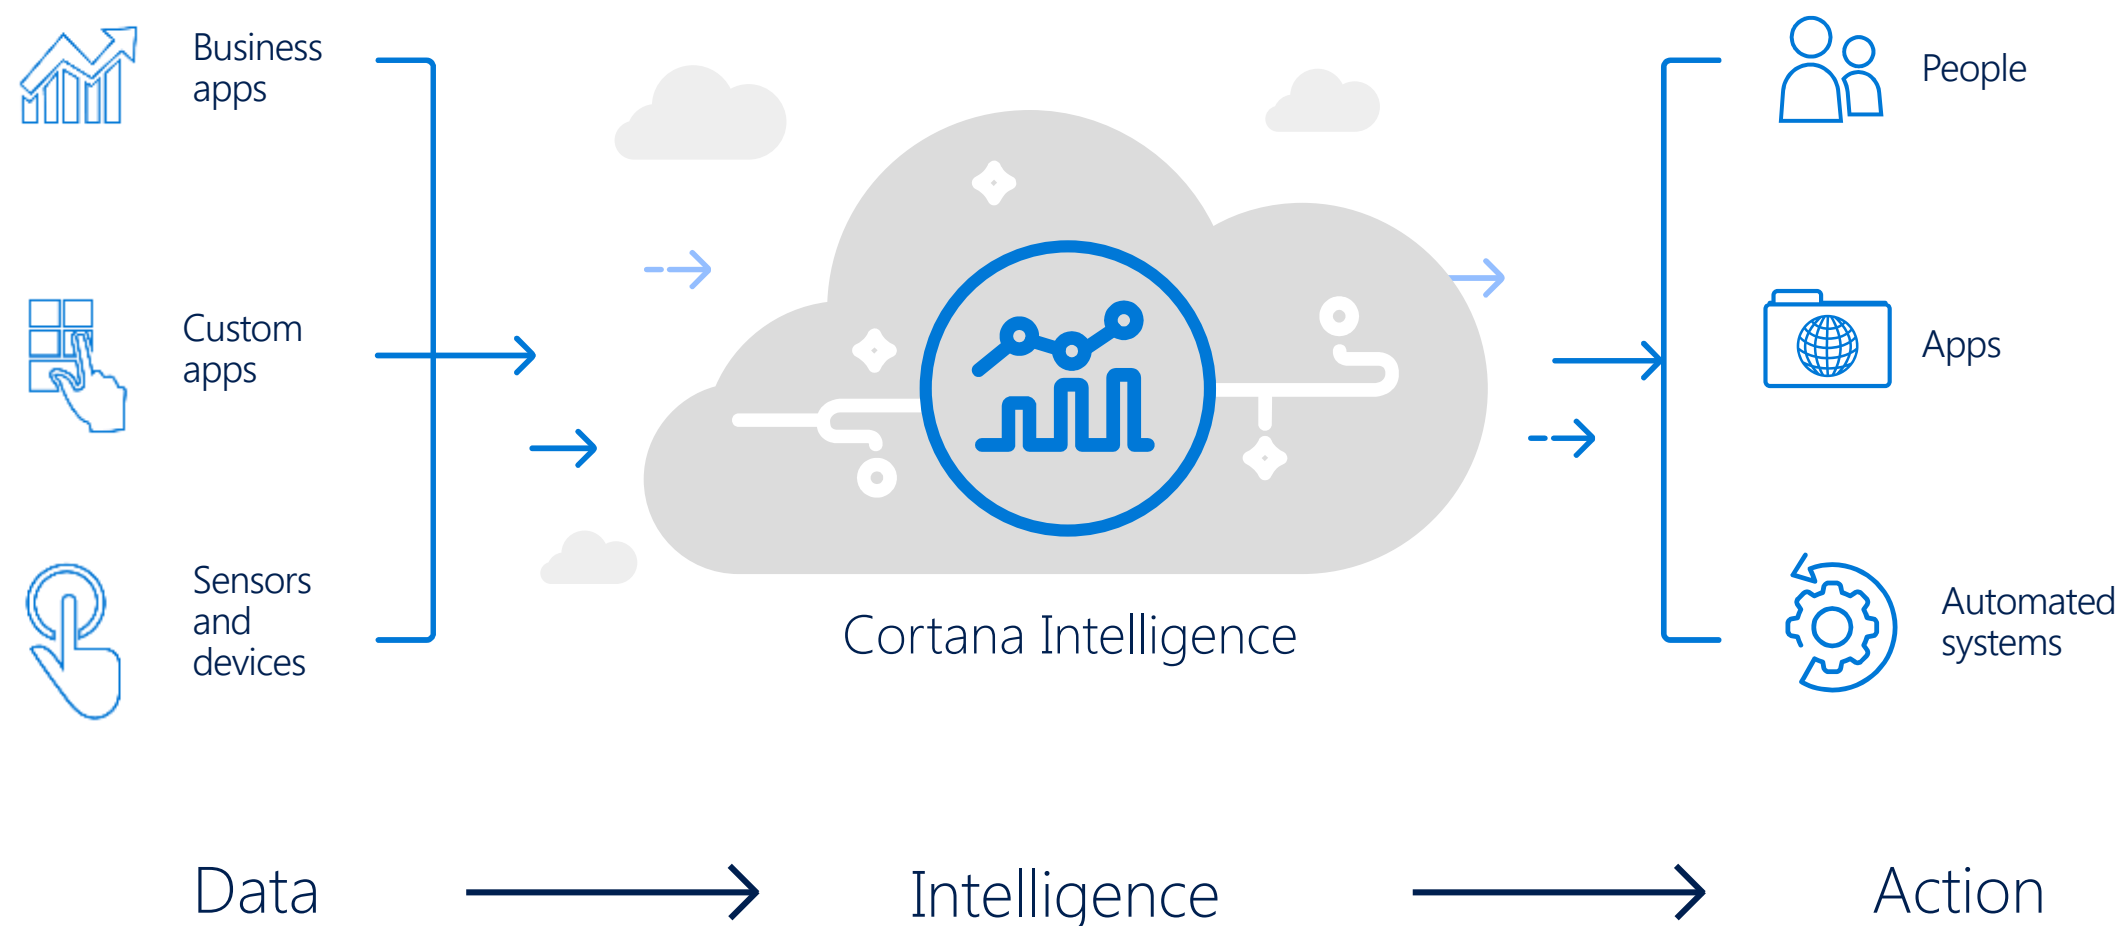 Business
apps
Custom
apps
Sensors
and
devices
Cortana Intelligence
People
Apps
Automated
systems
Data
Intelligence
Action